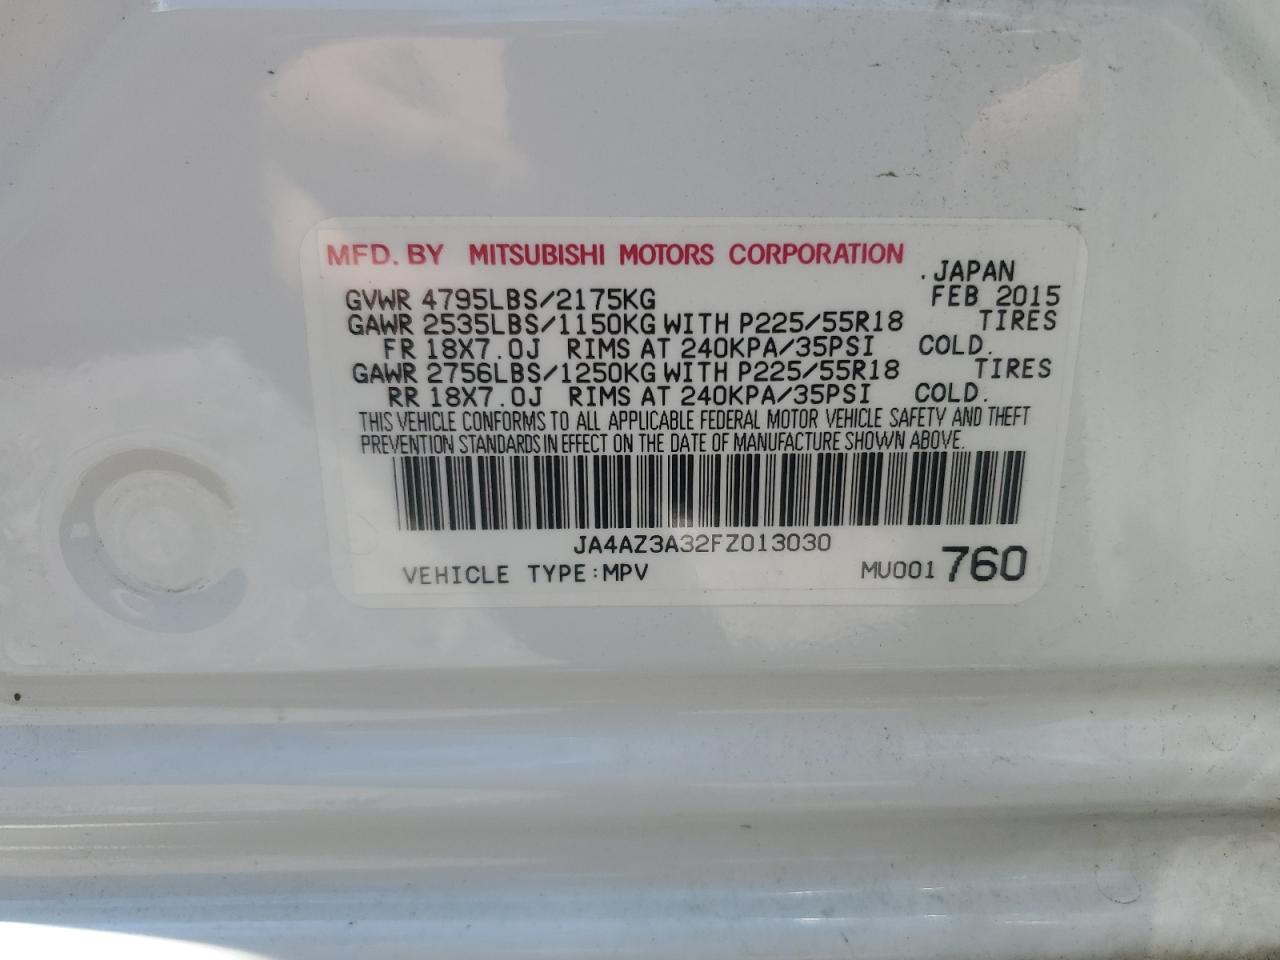 MFD. BY MITSUBISHI MOTORS CORPORATION .JAPAN
GVWR 4795LBS/2175KG FEB 2015
GAWR 2535LBS/1150KG WITH P225/55R18 TIRES
FR 18X7.0J RIMS AT 240KPA/35PSI COLD.
GAWR 2756LBS/1250KG WITH P225/55R18 TIRES
RR 18X7.0J RIMS AT 240KPA/35PSI COLD.
THIS VEHICLE CONFORMS TO ALL APPLICABLE FEDERAL MOTOR VEHICLE SAFETY AND THEFT
PREVENTION STANDARDS IN EFFECT ON THE DATE OF MANUFACTURE SHOWN ABOVE.
JA4AZ3A32FZ013030
VEHICLE TYPE:MPV MU001 760